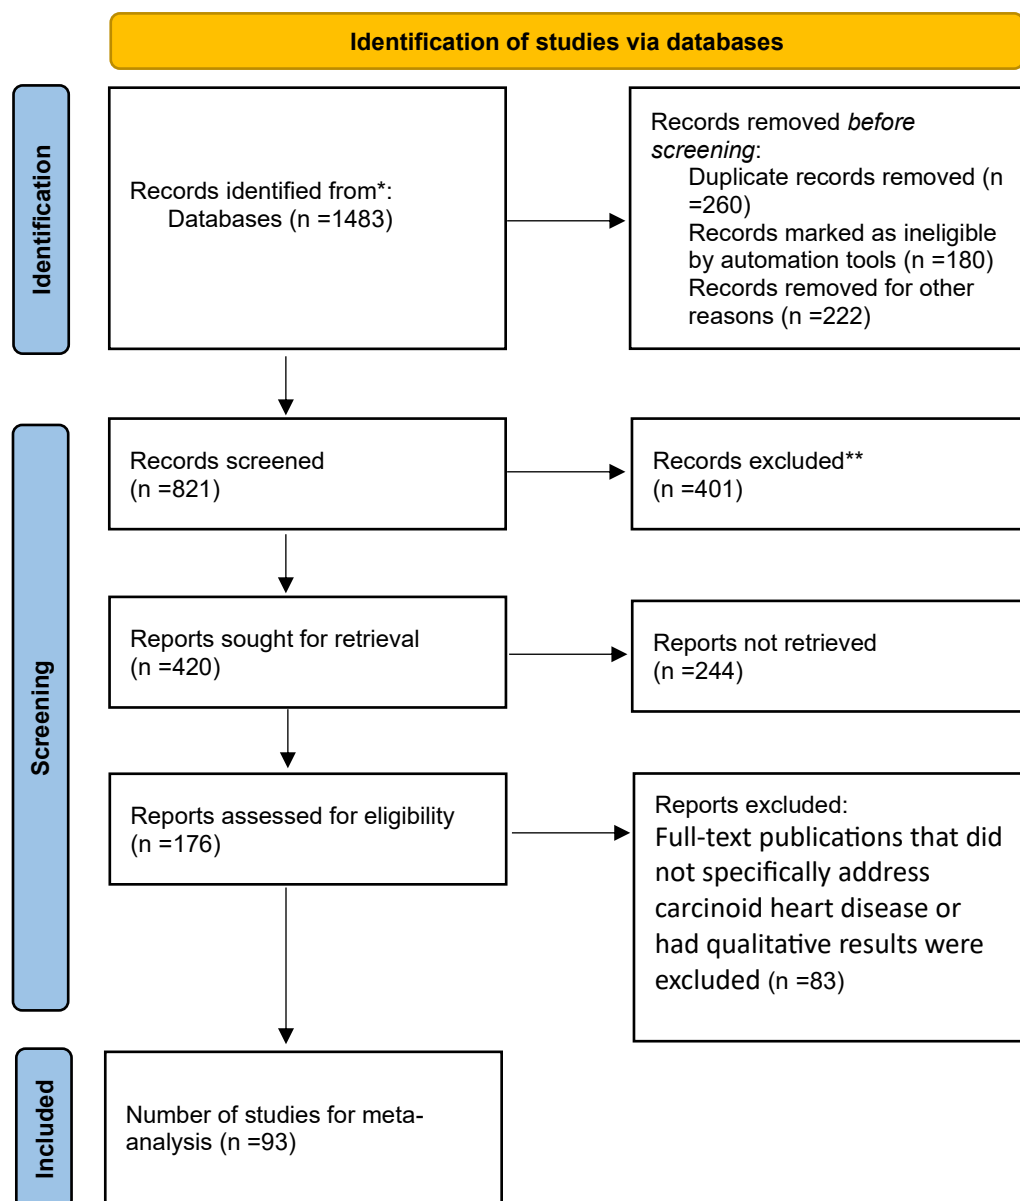 Identification of studies via databases
Identification
Records identified from*:
Databases (n =1483)
Records removed before
screening:
Duplicate records removed (n
=260)
Records marked as ineligible
by automation tools (n =180)
Records removed for other
reasons (n =222)
Screening
Records screened
(n =821)
Records excluded**
(n =401)
Reports sought for retrieval
(n =420)
Reports not retrieved
(n =244)
Reports assessed for eligibility
(n =176)
Reports excluded:
Full-text publications that did
not specifically address
carcinoid heart disease or
had qualitative results were
excluded (n =83)
Included
Number of studies for meta-
analysis (n =93)